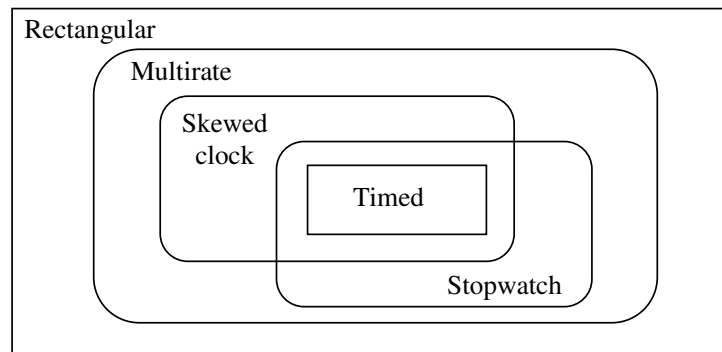 Rectangular
Multirate
Skewed
clock
Timed
Stopwatch